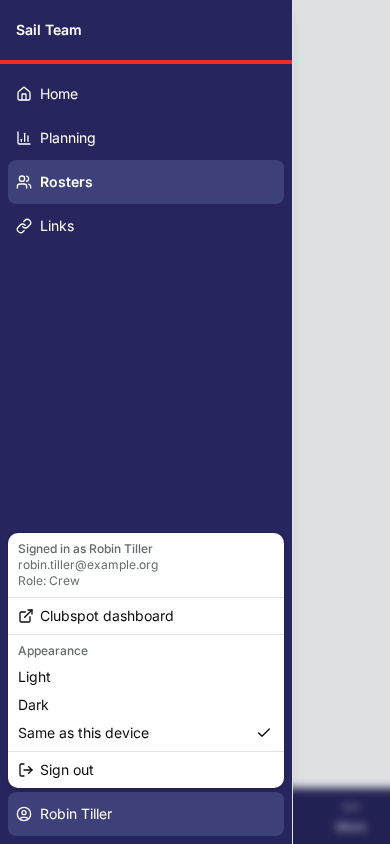 Sail Team
Home
Planning
Rosters
Links
Signed in as Robin Tiller
robin.tiller@example.org
Role: Crew
Clubspot dashboard
Appearance
Light
Dark
Same as this device
Sign out
Robin Tiller